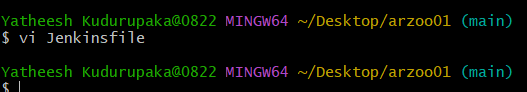 Yatheesh Kudurupaka@0822 MINGW64 ~/Desktop/arzoo01 (main)
$ vi Jenkinsfile
Yatheesh Kudurupaka@0822 MINGW64 ~/Desktop/arzoo01 (main)
$